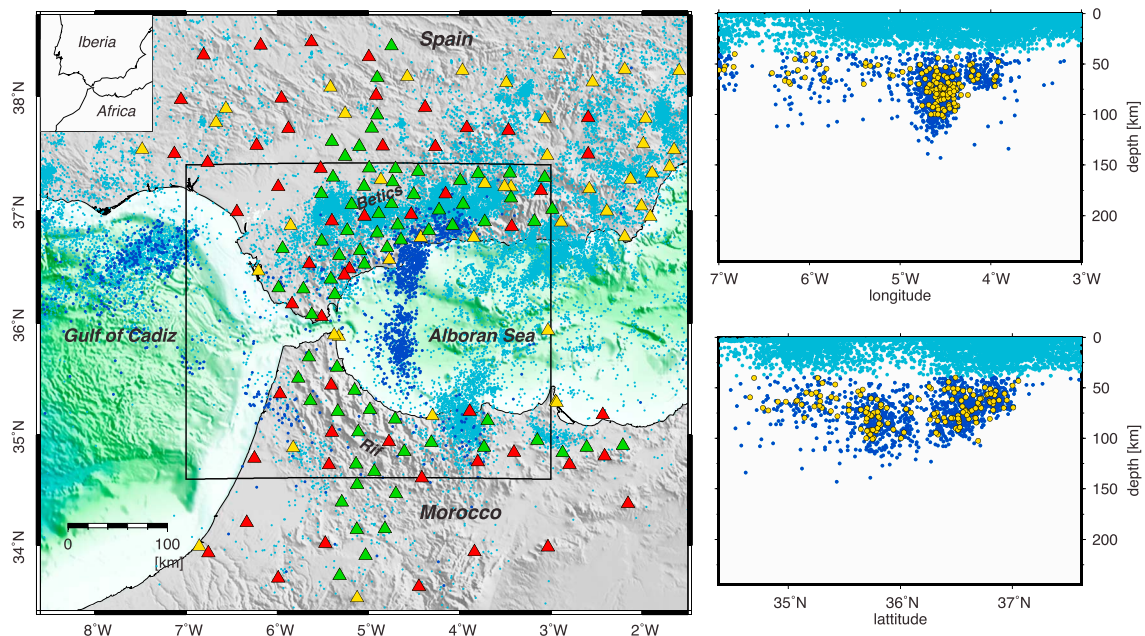 Iberia
Africa
Spain
Betics
Gulf of Cadiz
Alboran Sea
Rif
Morocco
0 100
[km]
38˚N
37˚N
36˚N
35˚N
34˚N
8˚W 7˚W 6˚W 5˚W 4˚W 3˚W 2˚W
0
50
100
150
200
depth [km]
7˚W 6˚W 5˚W 4˚W 3˚W
longitude
0
50
100
150
200
depth [km]
35˚N 36˚N 37˚N
lattitude